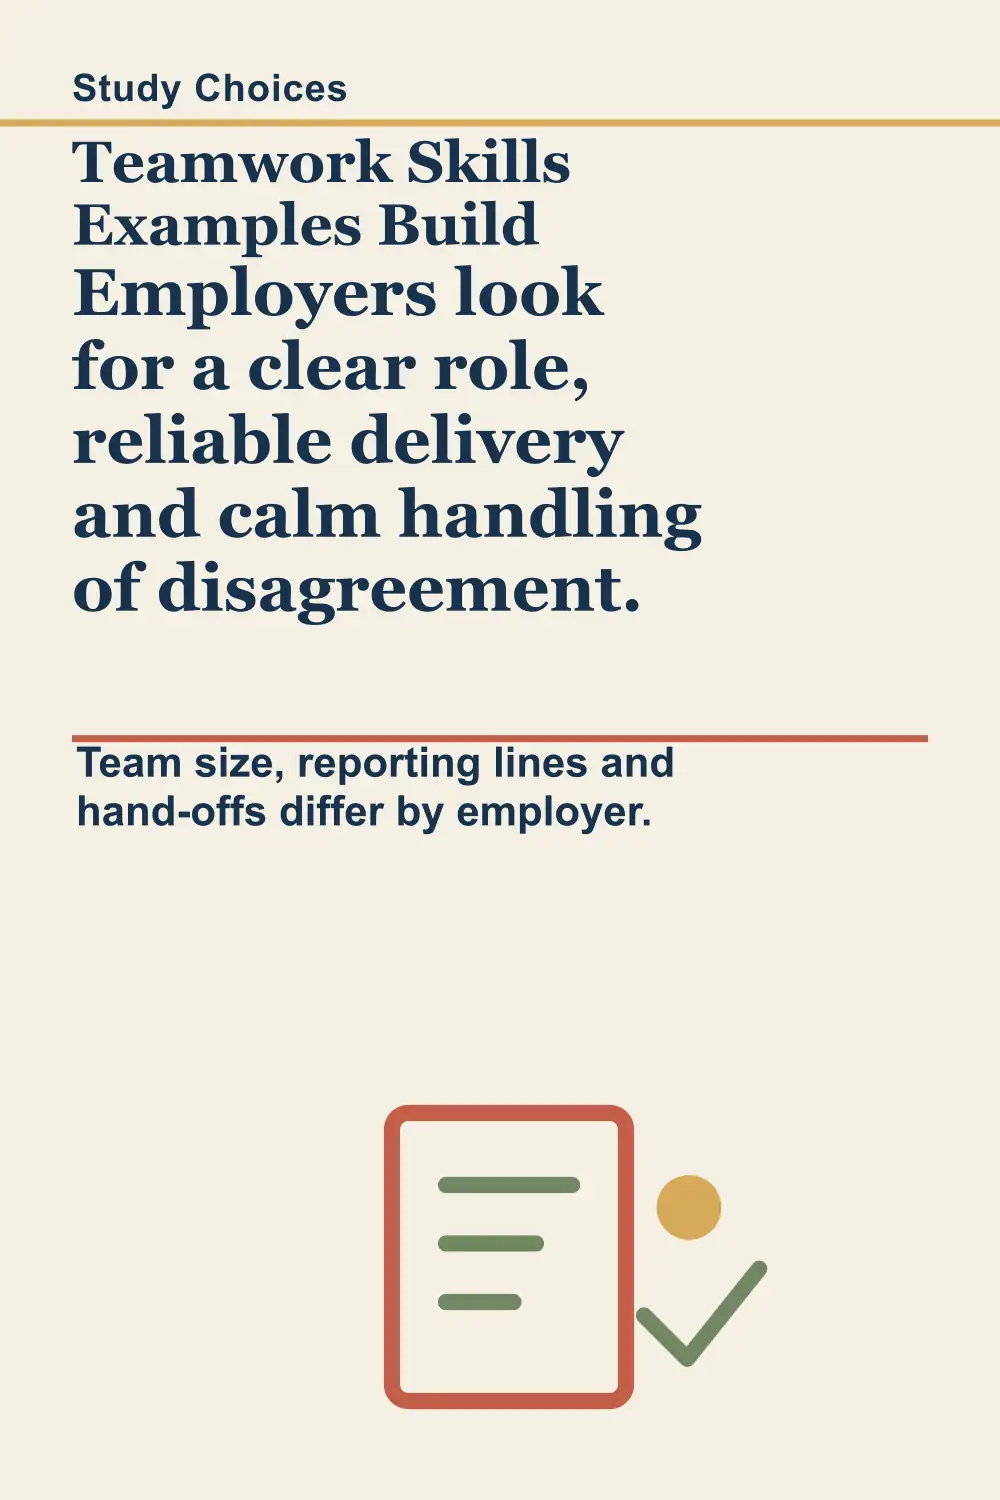 Study Choices
Teamwork Skills
Examples Build
Employers look
for a clear role,
reliable delivery
and calm handling
of disagreement.
Team size, reporting lines and
hand-offs differ by employer.